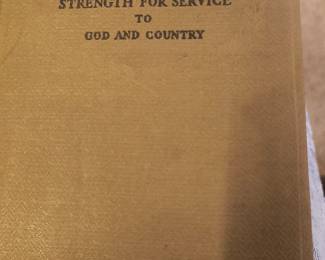 STRENGTH FOR SERVICE
TO
GOD AND COUNTRY